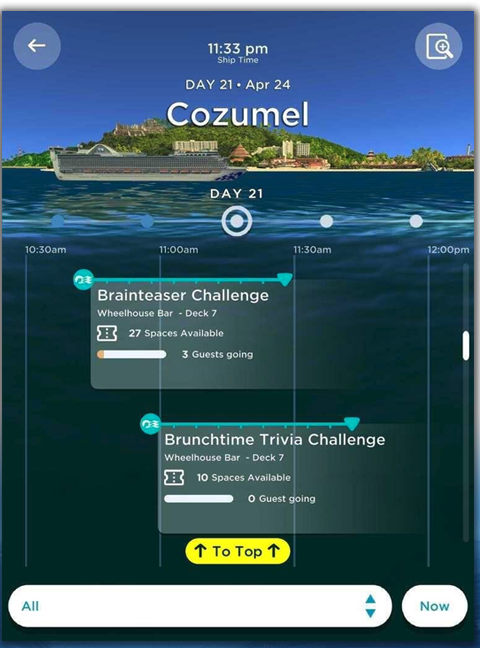 11:33 pm
Ship Time
DAY 21 • Apr 24
Cozumel
DAY 21
10:30am 11:00am 11:30am 12:00pm
Brainteaser Challenge
Wheelhouse Bar - Deck 7
27 Spaces Available
3 Guests going
Brunchtime Trivia Challenge
Wheelhouse Bar - Deck 7
10 Spaces Available
0 Guest going
↑ To Top ↑
All
Now